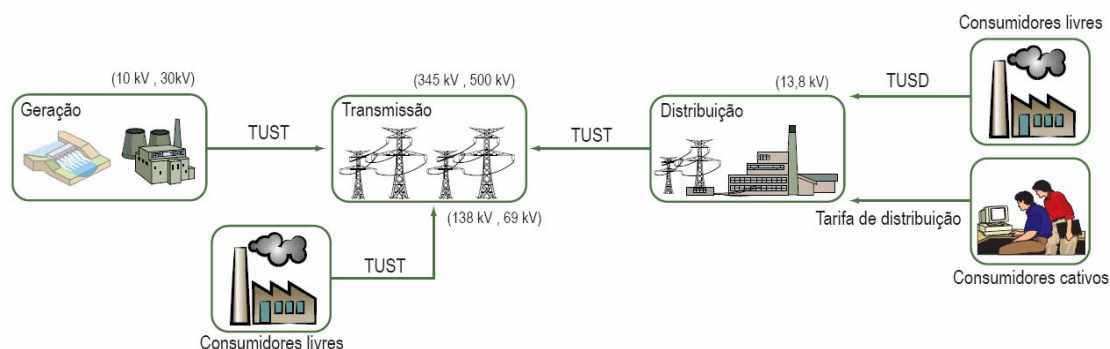 Consumidores livres
(10 kV , 30kV)
(345 kV , 500 kV)
(13,8 kV)
TUSD
Geração
Transmissão
Distribuição
TUST
TUST
Tarifa de distribuição
(138 kV , 69 kV)
TUST
Consumidores cativos
Consumidores livres